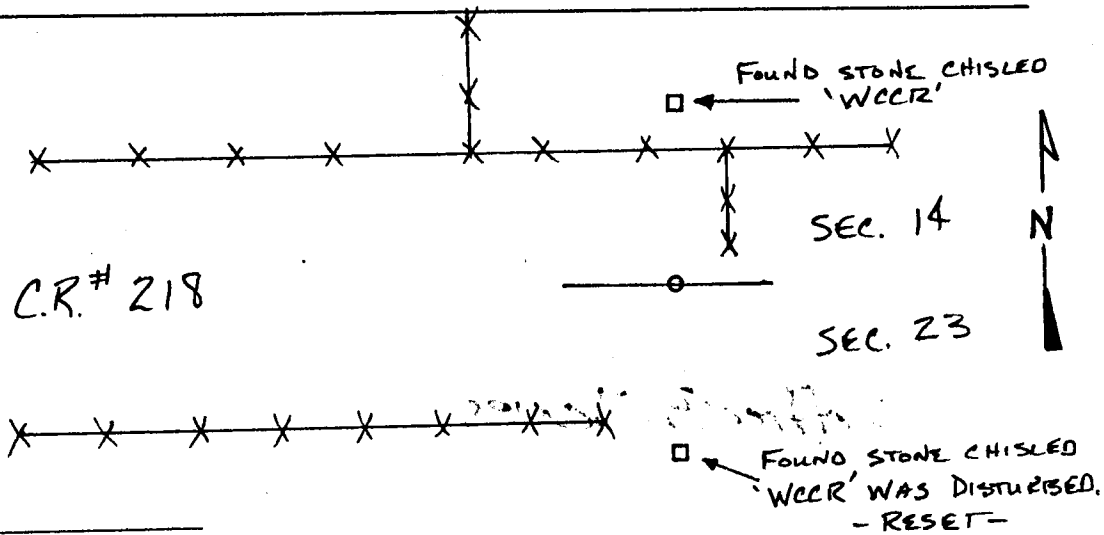 FOUND STONE CHISLED
'WCCR'
SEC. 14
N
C.R.# 218
SEC. 23
FOUND STONE CHISLED
'WCCR' WAS DISTURBED.
- RESET -